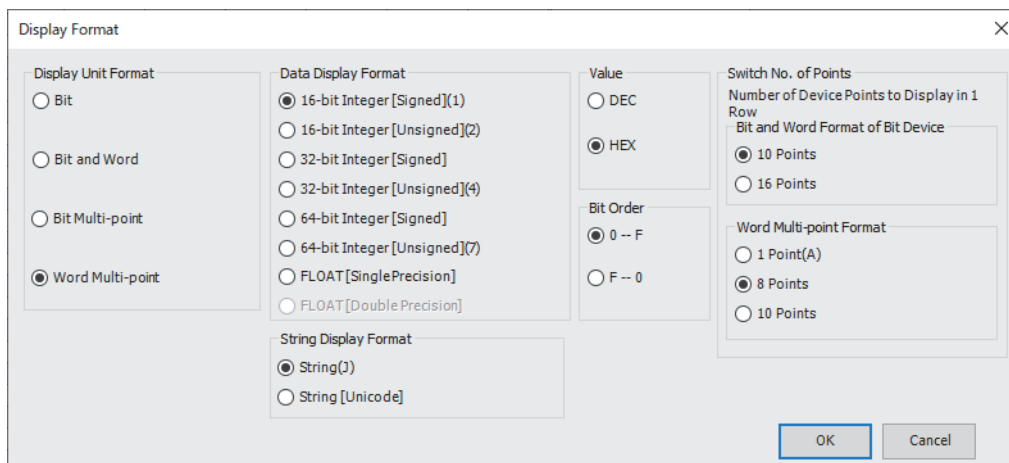 Display Format
Display Unit Format
Bit
Bit and Word
Bit Multi-point
Word Multi-point
Data Display Format
16-bit Integer[Signed](1)
16-bit Integer[Unsigned](2)
32-bit Integer[Signed]
32-bit Integer[Unsigned](4)
64-bit Integer[Signed]
64-bit Integer[Unsigned](7)
FLOAT[SinglePrecision]
FLOAT[Double Precision]
String Display Format
String(J)
String[Unicode]
Value
DEC
HEX
Bit Order
0 -- F
F -- 0
Switch No. of Points
Number of Device Points to Display in 1
Row
Bit and Word Format of Bit Device
10 Points
16 Points
Word Multi-point Format
1 Point(A)
8 Points
10 Points
OK
Cancel